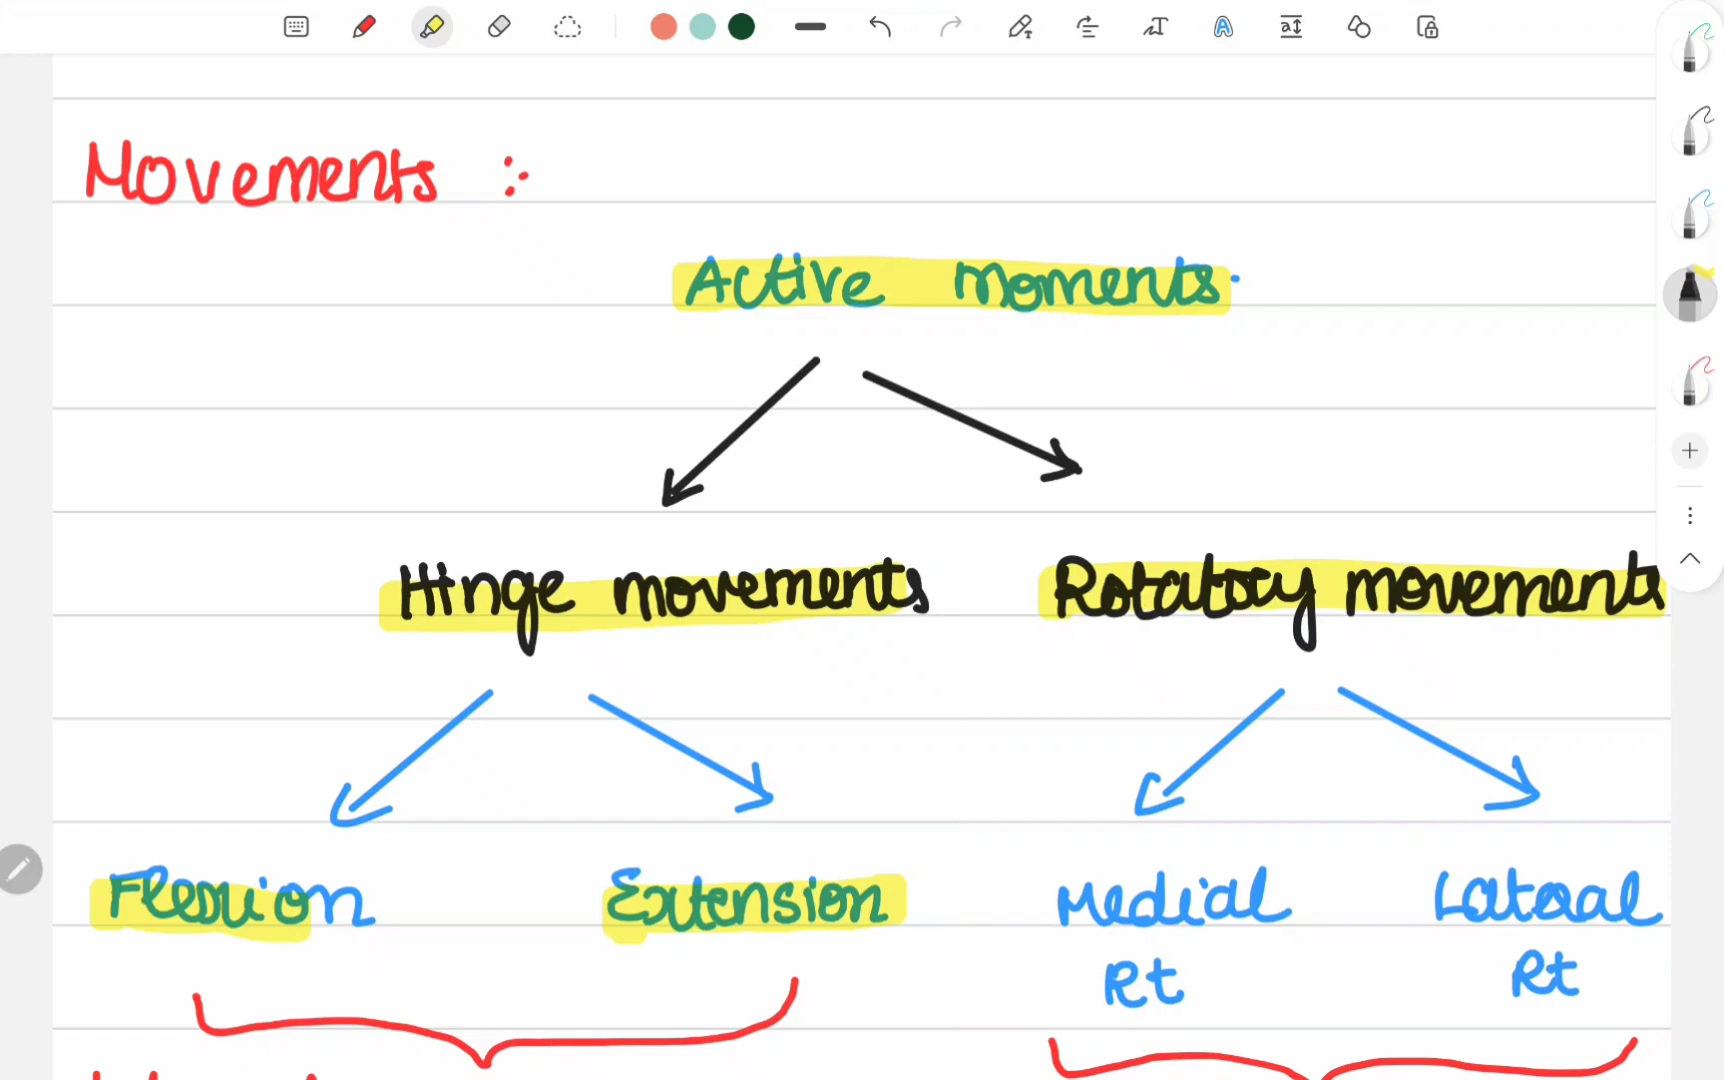 Movements :-
Active Moments.
Hinge movements Rotatory movements
Flexion Extension Medial Rt Lateral Rt